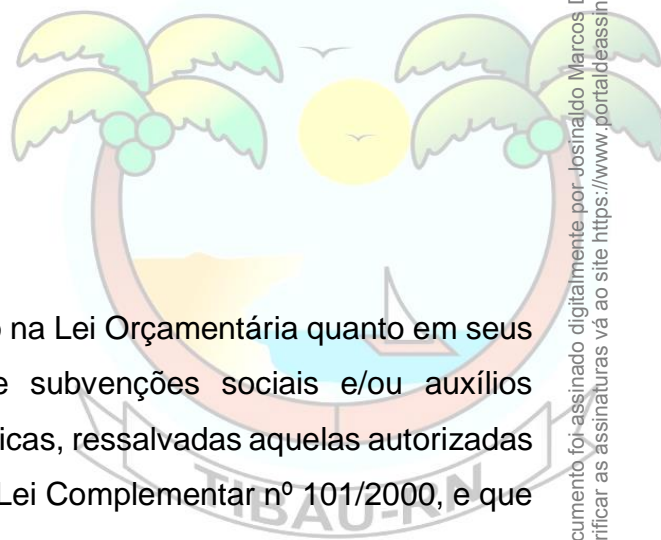 na Lei Orçamentária quanto em seus
subvenções sociais e/ou auxílios
icas, ressalvadas aquelas autorizadas
Lei Complementar nº 101/2000, e que
TIBAU-RN
cumento foi assinado digitalmente por Josinaldo Marcos
rificar as assinaturas vá ao site https://www.portaldeassin